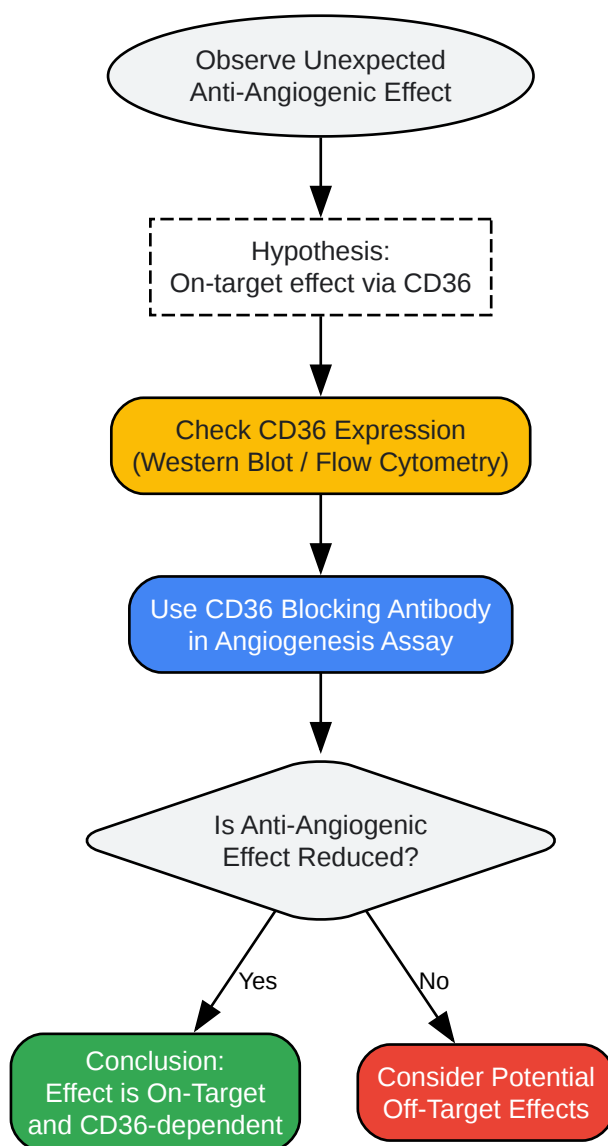 Observe Unexpected
Anti-Angiogenic Effect
Hypothesis:
On-target effect via CD36
Check CD36 Expression
(Western Blot / Flow Cytometry)
Use CD36 Blocking Antibody
in Angiogenesis Assay
Is Anti-Angiogenic
Effect Reduced?
Yes
No
Conclusion:
Effect is On-Target
and CD36-dependent
Consider Potential
Off-Target Effects